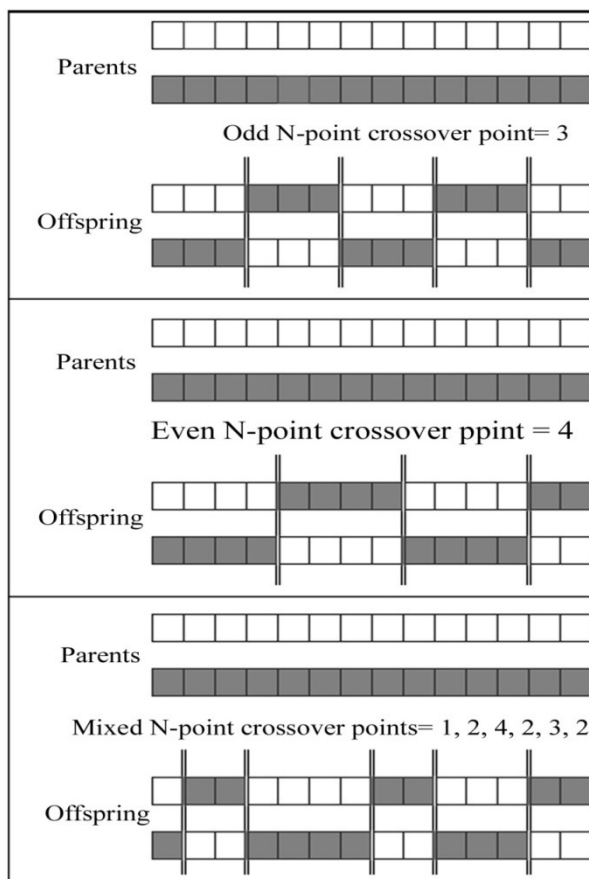 Parents
Odd N-point crossover point= 3
Offspring
Parents
Even N-point crossover ppint = 4
Offspring
Parents
Mixed N-point crossover points= 1, 2, 4, 2, 3, 2
Offspring